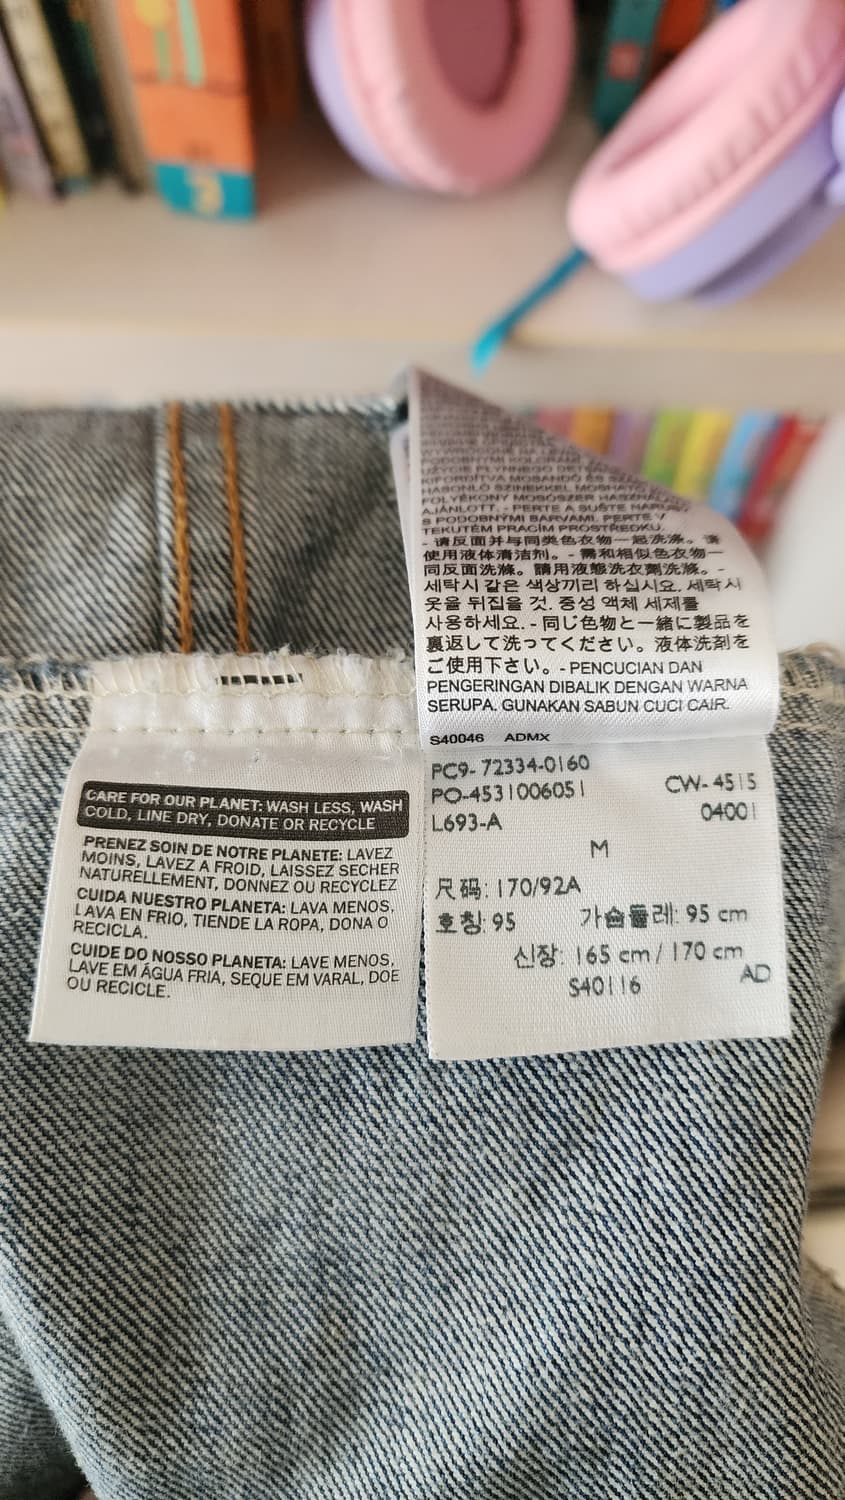 UŻYCIE PŁYNNEGO DET
KIFORDÍTVA MOSANDÓ ÉS
HASONLÓ SZÍNEKKEL MOSHATÓ
FOLYÉKONY MOSÓSZER HASZNÁLA
AJÁNLOTT. - PERTE A SUŠTE NARUBY
S PODOBNÝMI BARVAMI. PERTE V
TEKUTÉM PRACÍM PROSTŘEDKU.
- 请反面并与同类色衣物一起洗涤。请
使用液体清洁剂。- 需和相似色衣物一
同反面洗滌。請用液態洗衣劑洗滌。-
세탁시 같은 색상끼리 하십시요. 세탁시
옷을 뒤집을 것. 중성 액체 세제를
사용하세요. - 同じ色物と一緒に製品を
裏返して洗ってください。液体洗剤を
ご使用下さい。- PENCUCIAN DAN
PENGERINGAN DIBALIK DENGAN WARNA
SERUPA. GUNAKAN SABUN CUCI CAIR.
S40046 ADMX
PC9- 72334-0160
PO-4531006051 CW- 4515
L693-A 04001
M
尺码: 170/92A
호칭: 95 가슴둘레: 95 cm
신장: 165 cm / 170 cm
S40116 AD
CARE FOR OUR PLANET: WASH LESS, WASH
COLD, LINE DRY, DONATE OR RECYCLE
PRENEZ SOIN DE NOTRE PLANETE: LAVEZ
MOINS, LAVEZ A FROID, LAISSEZ SECHER
NATURELLEMENT, DONNEZ OU RECYCLEZ
CUIDA NUESTRO PLANETA: LAVA MENOS,
LAVA EN FRIO, TIENDE LA ROPA, DONA O
RECICLA.
CUIDE DO NOSSO PLANETA: LAVE MENOS,
LAVE EM ÁGUA FRIA, SEQUE EM VARAL, DOE
OU RECICLE.